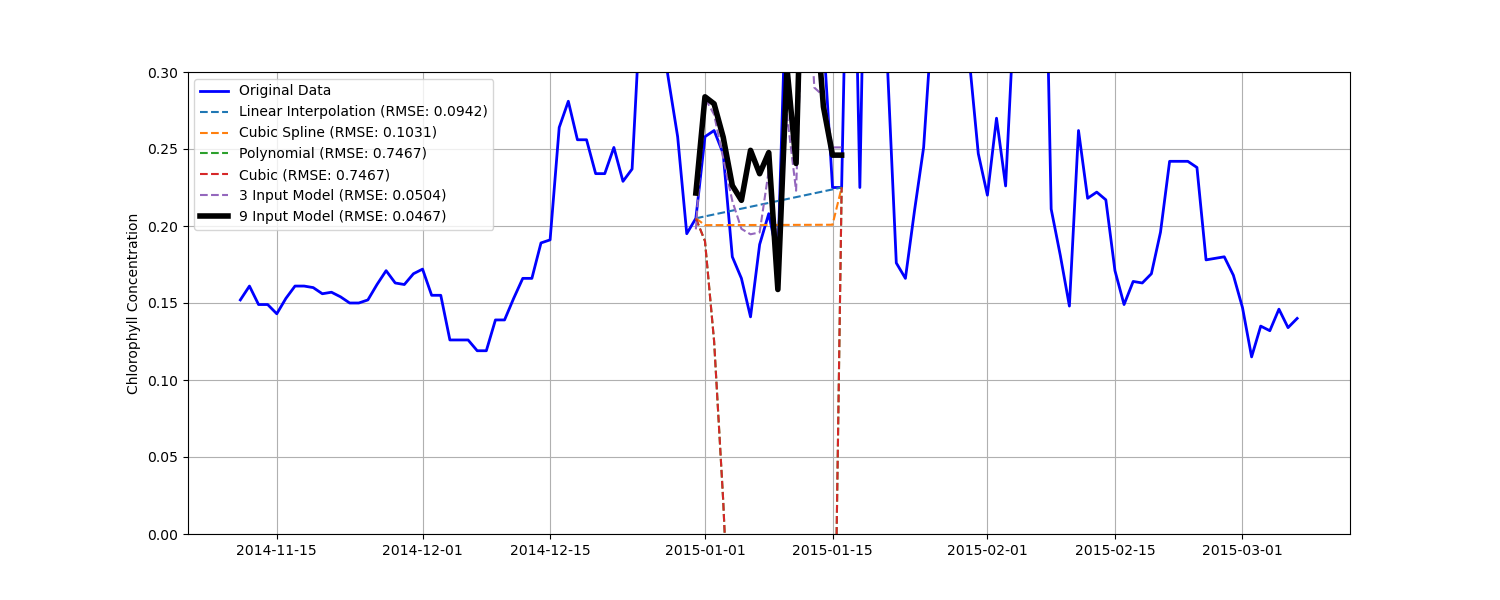 0.30
0.25
0.20
0.15
0.10
0.05
0.00
Chlorophyll Concentration
Original Data
Linear Interpolation (RMSE: 0.0942)
Cubic Spline (RMSE: 0.1031)
Polynomial (RMSE: 0.7467)
Cubic (RMSE: 0.7467)
3 Input Model (RMSE: 0.0504)
9 Input Model (RMSE: 0.0467)
2014-11-15 2014-12-01 2014-12-15 2015-01-01 2015-01-15 2015-02-01 2015-02-15 2015-03-01